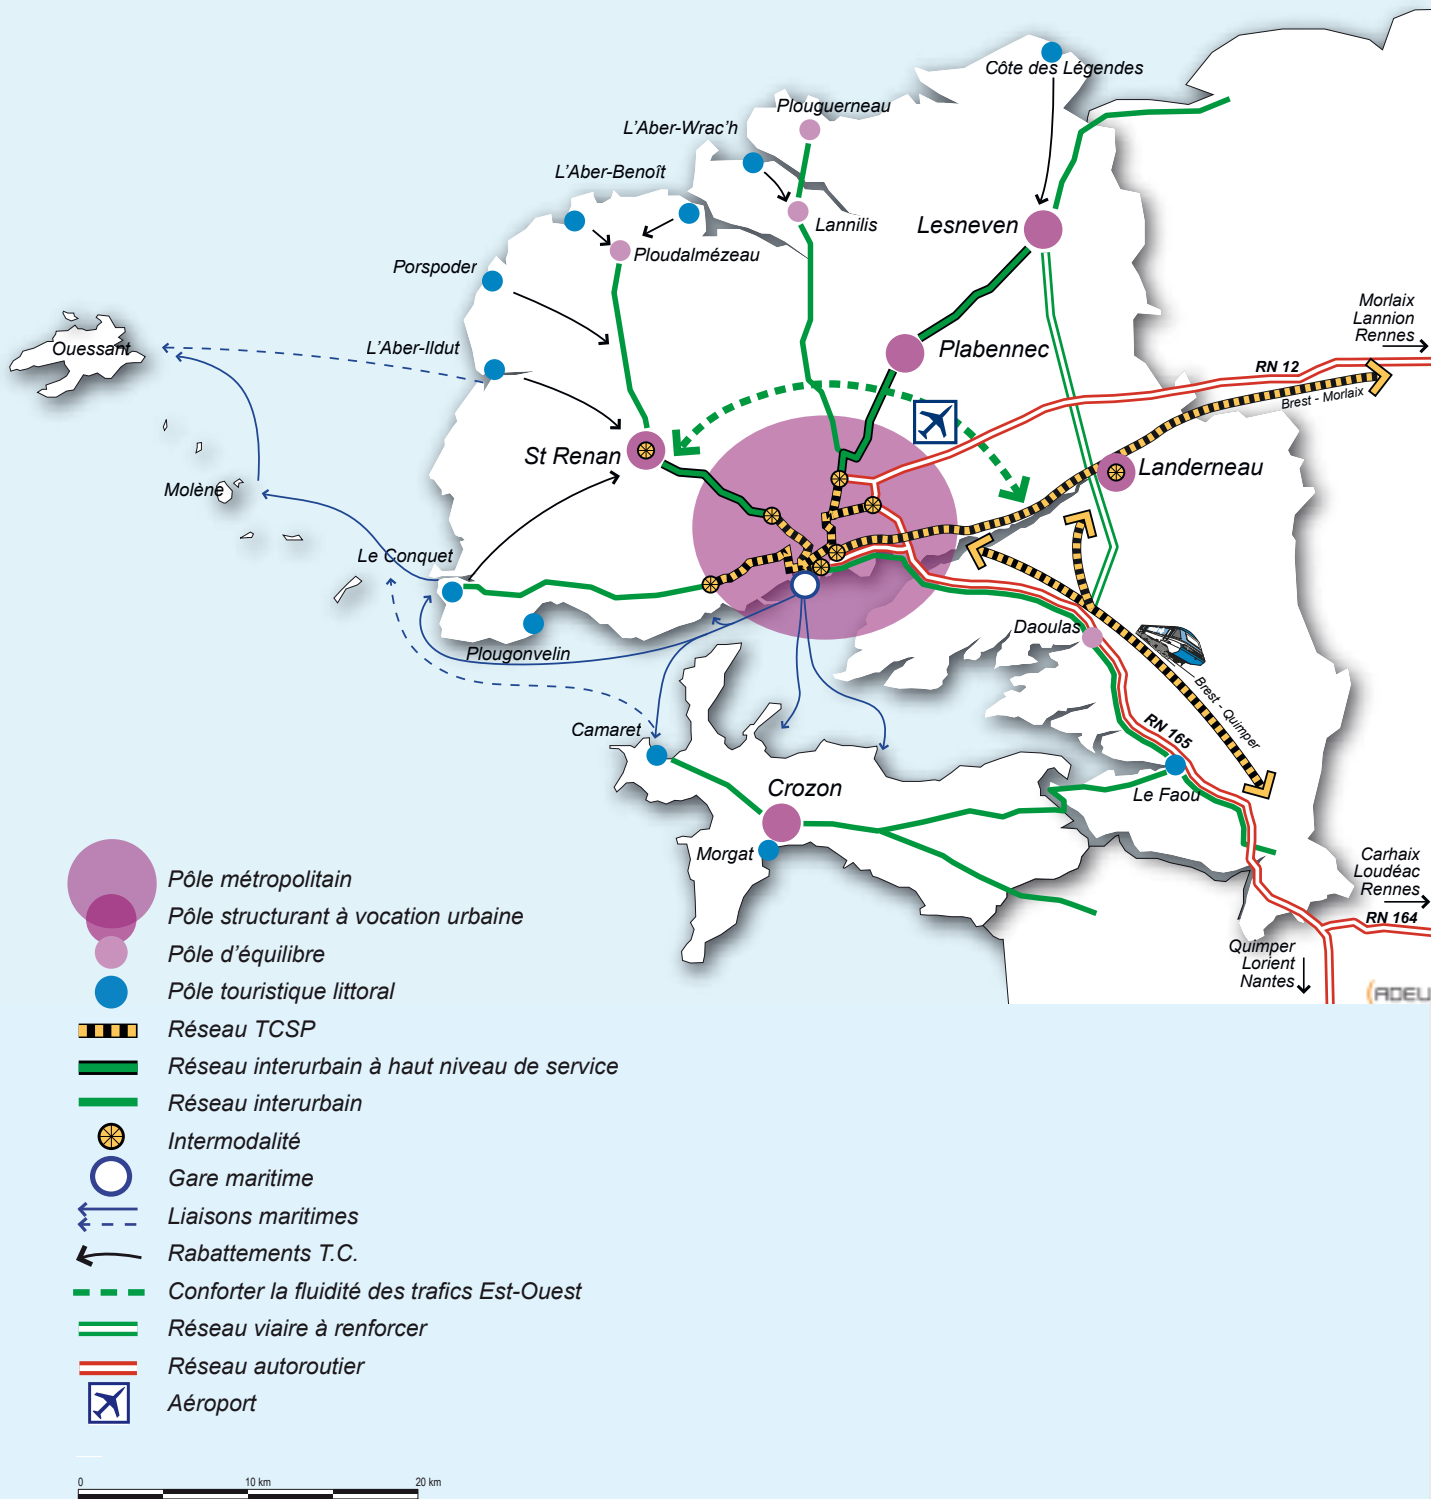 Côte des Légendes
Plouguerneau
L'Aber-Wrac'h
L'Aber-Benoît
Lannilis
Lesneven
Ploudalmézeau
Porspoder
Morlaix
Lannion
Rennes
Ouessant
L'Aber-Ildut
Plabennec
RN 12
Brest - Morlaix
St Renan
Landerneau
Molène
Le Conquet
Daoulas
Plougonvelin
Brest - Quimper
Camaret
RN 165
Crozon
Le Faou
Morgat
Carhaix
Loudéac
Rennes
RN 164
Quimper
Lorient
Nantes
ADEU
Pôle métropolitain
Pôle structurant à vocation urbaine
Pôle d'équilibre
Pôle touristique littoral
Réseau TCSP
Réseau interurbain à haut niveau de service
Réseau interurbain
Intermodalité
Gare maritime
Liaisons maritimes
Rabattements T.C.
Conforter la fluidité des trafics Est-Ouest
Réseau viaire à renforcer
Réseau autoroutier
Aéroport
0 10 km 20 km